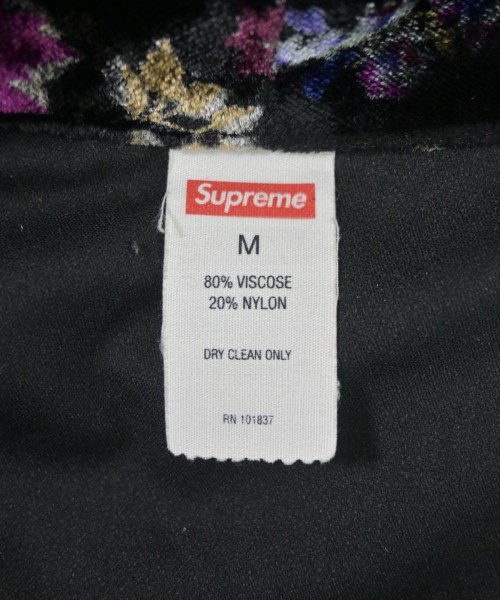 Supreme
M
80% VISCOSE
20% NYLON
DRY CLEAN ONLY
RN 101837